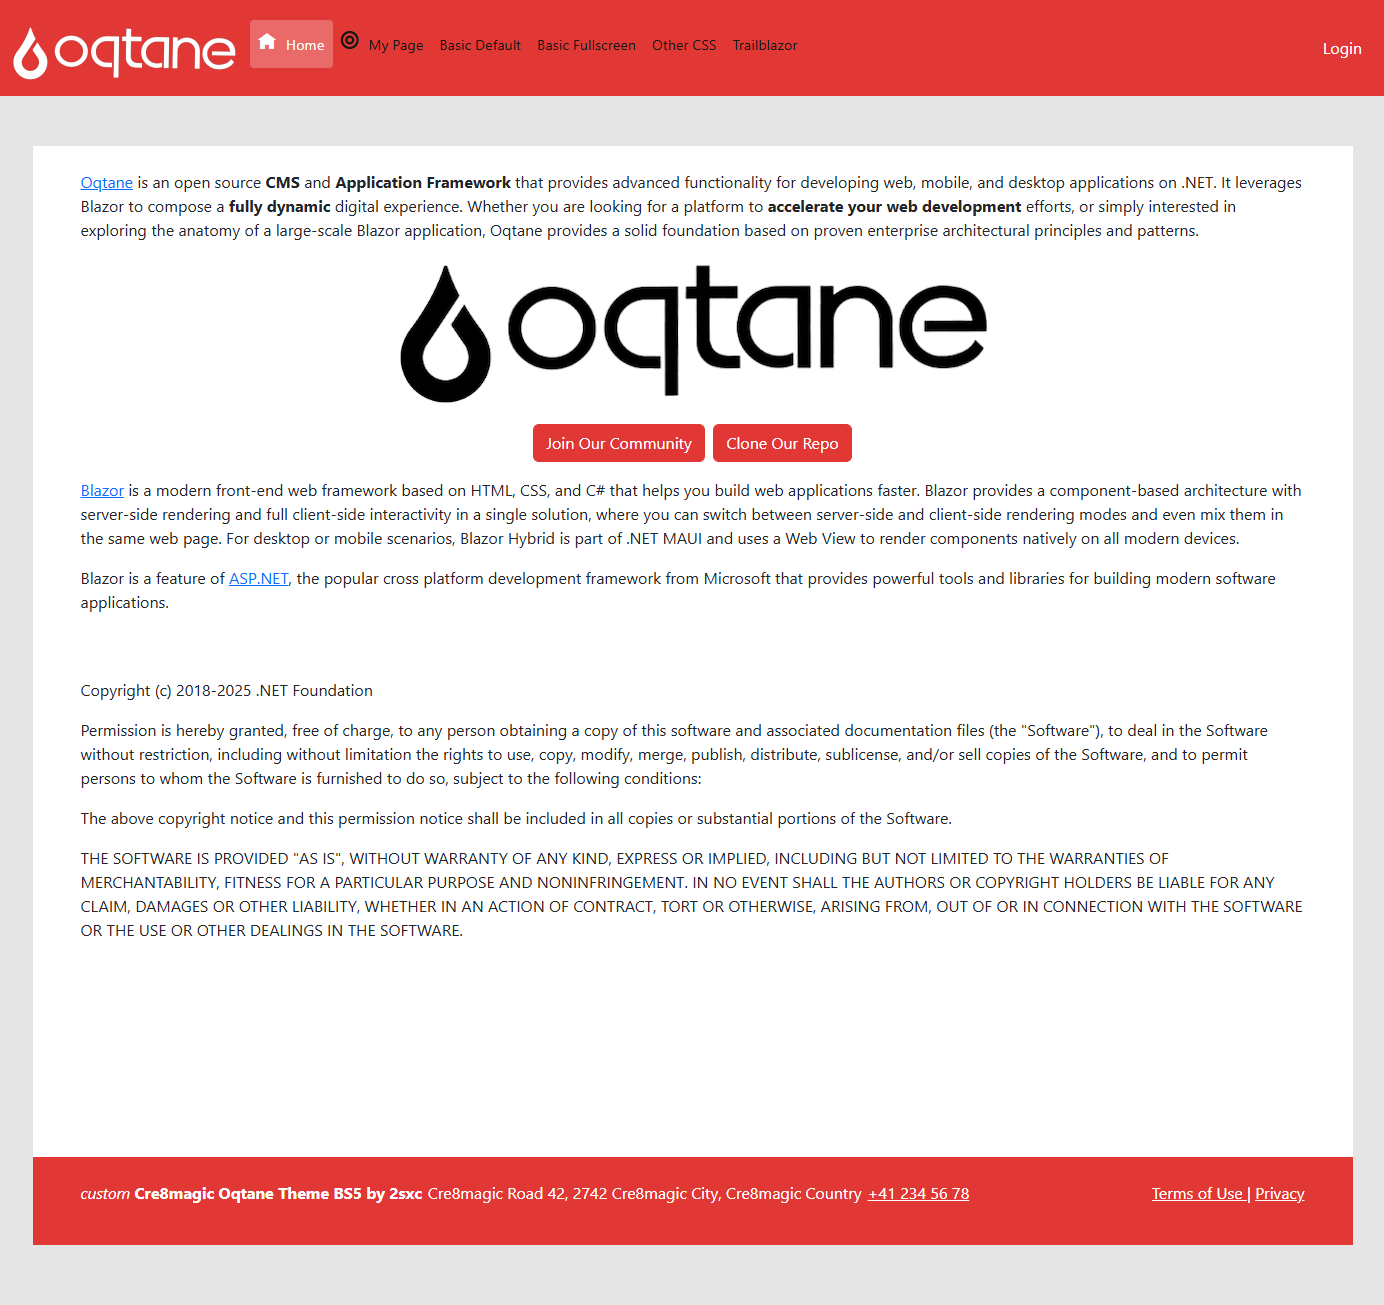 oqtane Home My Page Basic Default Basic Fullscreen Other CSS Trailblazor Login
Oqtane is an open source CMS and Application Framework that provides advanced functionality for developing web, mobile, and desktop applications on .NET. It leverages
Blazor to compose a fully dynamic digital experience. Whether you are looking for a platform to accelerate your web development efforts, or simply interested in
exploring the anatomy of a large-scale Blazor application, Oqtane provides a solid foundation based on proven enterprise architectural principles and patterns.
oqtane
Join Our Community Clone Our Repo
Blazor is a modern front-end web framework based on HTML, CSS, and C# that helps you build web applications faster. Blazor provides a component-based architecture with
server-side rendering and full client-side interactivity in a single solution, where you can switch between server-side and client-side rendering modes and even mix them in
the same web page. For desktop or mobile scenarios, Blazor Hybrid is part of .NET MAUI and uses a Web View to render components natively on all modern devices.
Blazor is a feature of ASP.NET, the popular cross platform development framework from Microsoft that provides powerful tools and libraries for building modern software
applications.
Copyright (c) 2018-2025 .NET Foundation
Permission is hereby granted, free of charge, to any person obtaining a copy of this software and associated documentation files (the "Software"), to deal in the Software
without restriction, including without limitation the rights to use, copy, modify, merge, publish, distribute, sublicense, and/or sell copies of the Software, and to permit
persons to whom the Software is furnished to do so, subject to the following conditions:
The above copyright notice and this permission notice shall be included in all copies or substantial portions of the Software.
THE SOFTWARE IS PROVIDED "AS IS", WITHOUT WARRANTY OF ANY KIND, EXPRESS OR IMPLIED, INCLUDING BUT NOT LIMITED TO THE WARRANTIES OF
MERCHANTABILITY, FITNESS FOR A PARTICULAR PURPOSE AND NONINFRINGEMENT. IN NO EVENT SHALL THE AUTHORS OR COPYRIGHT HOLDERS BE LIABLE FOR ANY
CLAIM, DAMAGES OR OTHER LIABILITY, WHETHER IN AN ACTION OF CONTRACT, TORT OR OTHERWISE, ARISING FROM, OUT OF OR IN CONNECTION WITH THE SOFTWARE
OR THE USE OR OTHER DEALINGS IN THE SOFTWARE.
custom Cre8magic Oqtane Theme BS5 by 2sxc Cre8magic Road 42, 2742 Cre8magic City, Cre8magic Country +41 234 56 78 Terms of Use | Privacy